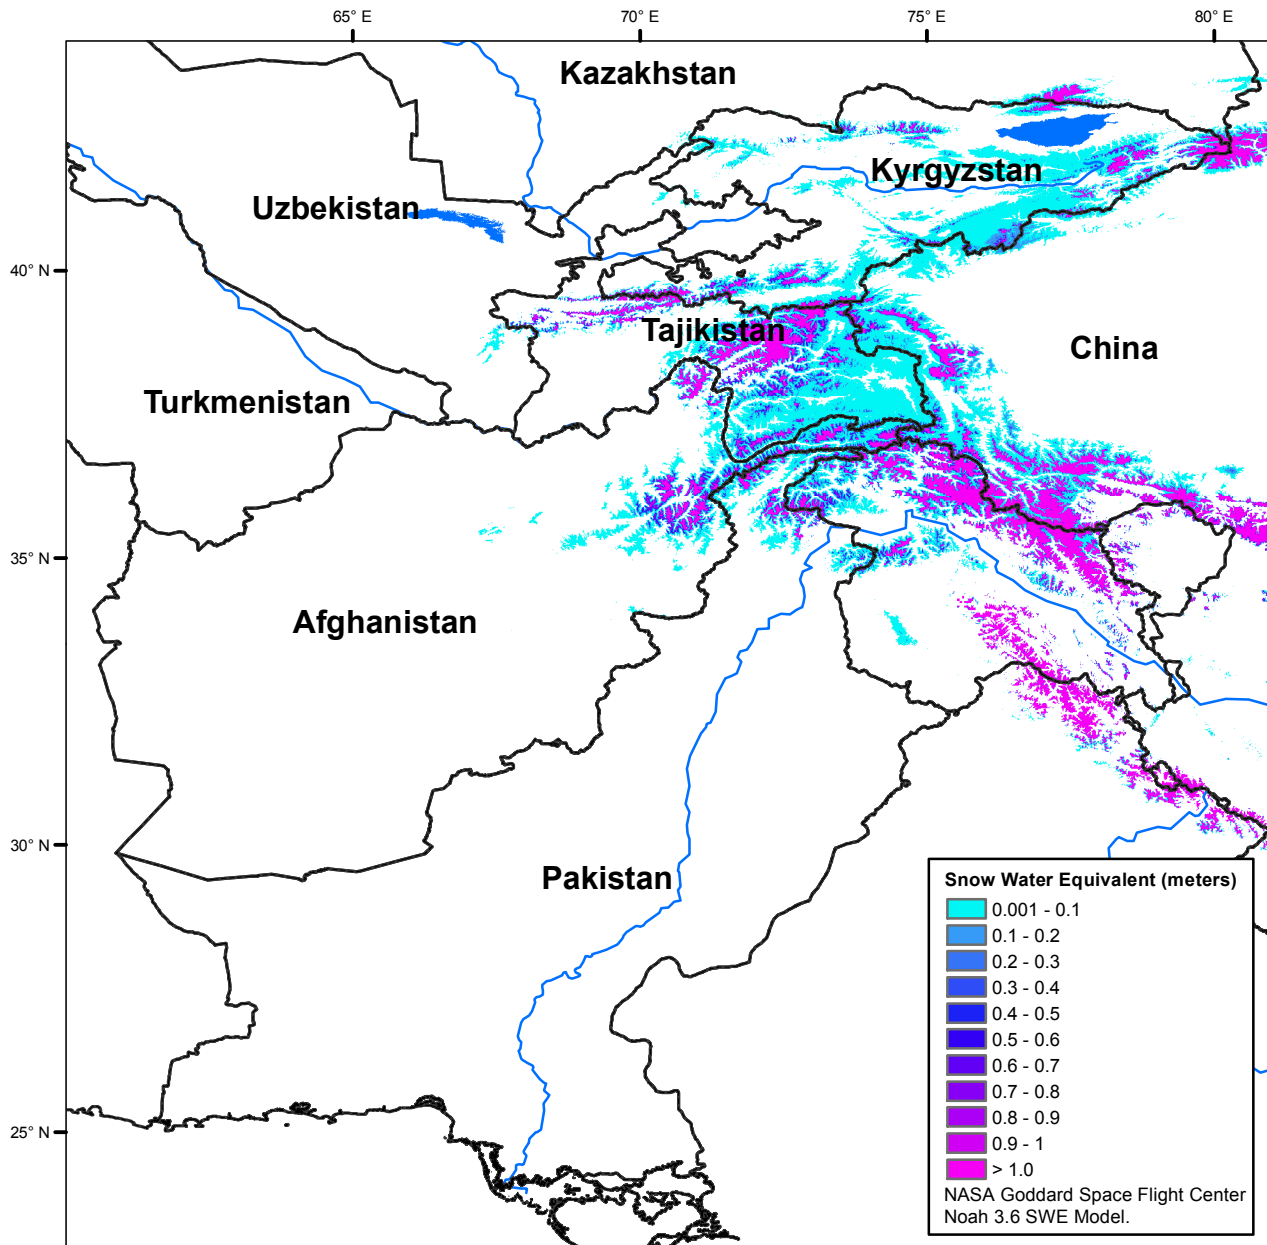 65° E
70° E
75° E
80° E
Kazakhstan
Kyrgyzstan
Uzbekistan
40° N
Tajikistan
China
Turkmenistan
35° N
Afghanistan
30° N
Pakistan
25° N
Snow Water Equivalent (meters)
0.001 - 0.1
0.1 - 0.2
0.2 - 0.3
0.3 - 0.4
0.4 - 0.5
0.5 - 0.6
0.6 - 0.7
0.7 - 0.8
0.8 - 0.9
0.9 - 1
> 1.0
NASA Goddard Space Flight Center
Noah 3.6 SWE Model.